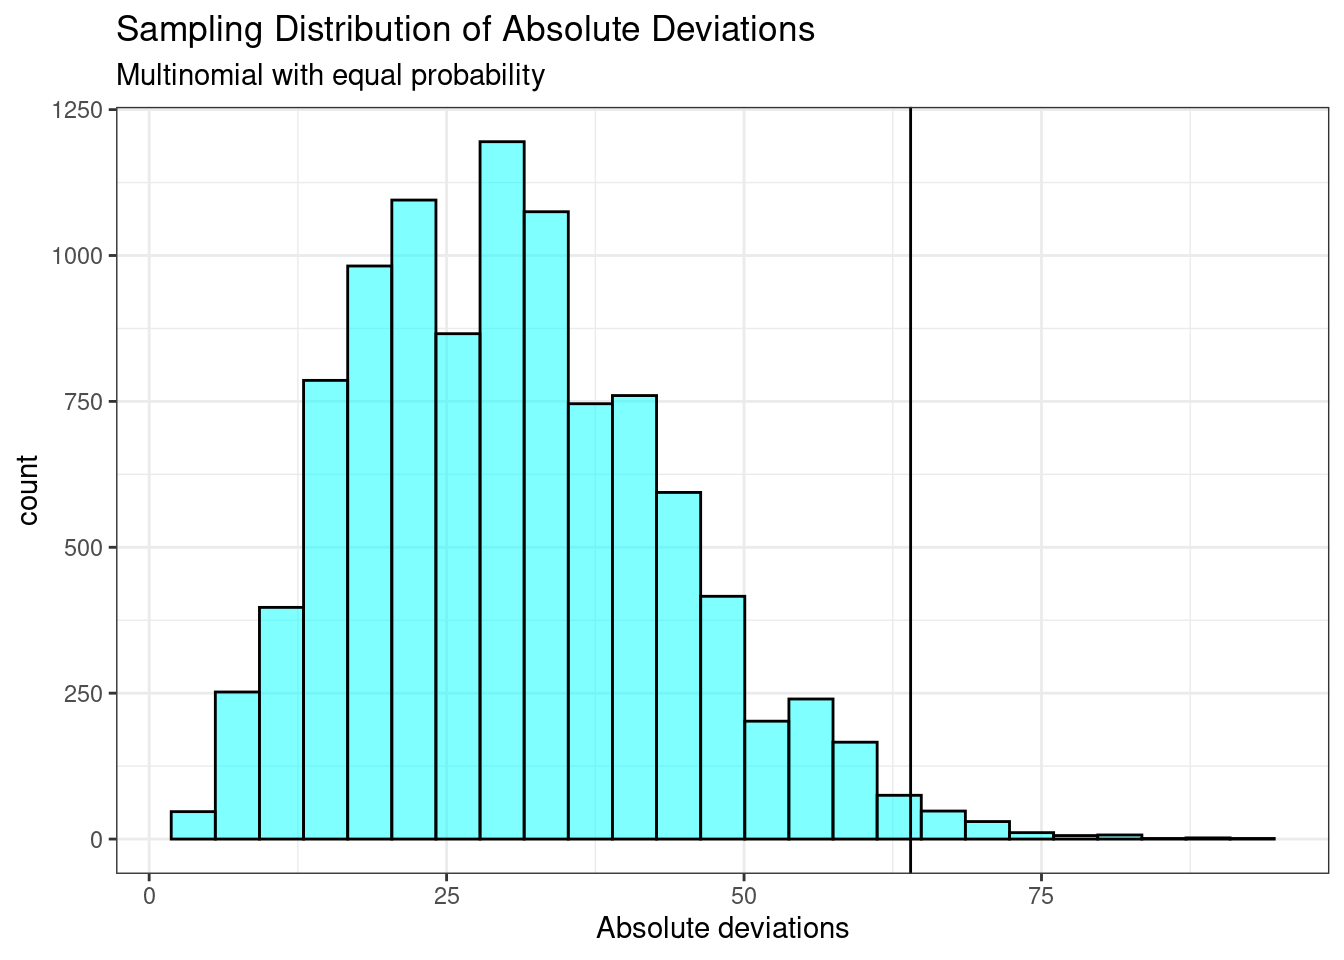 Sampling Distribution of Absolute Deviations
Multinomial with equal probability
1250
1000
750
500
250
0
count
0 25 50 75
Absolute deviations